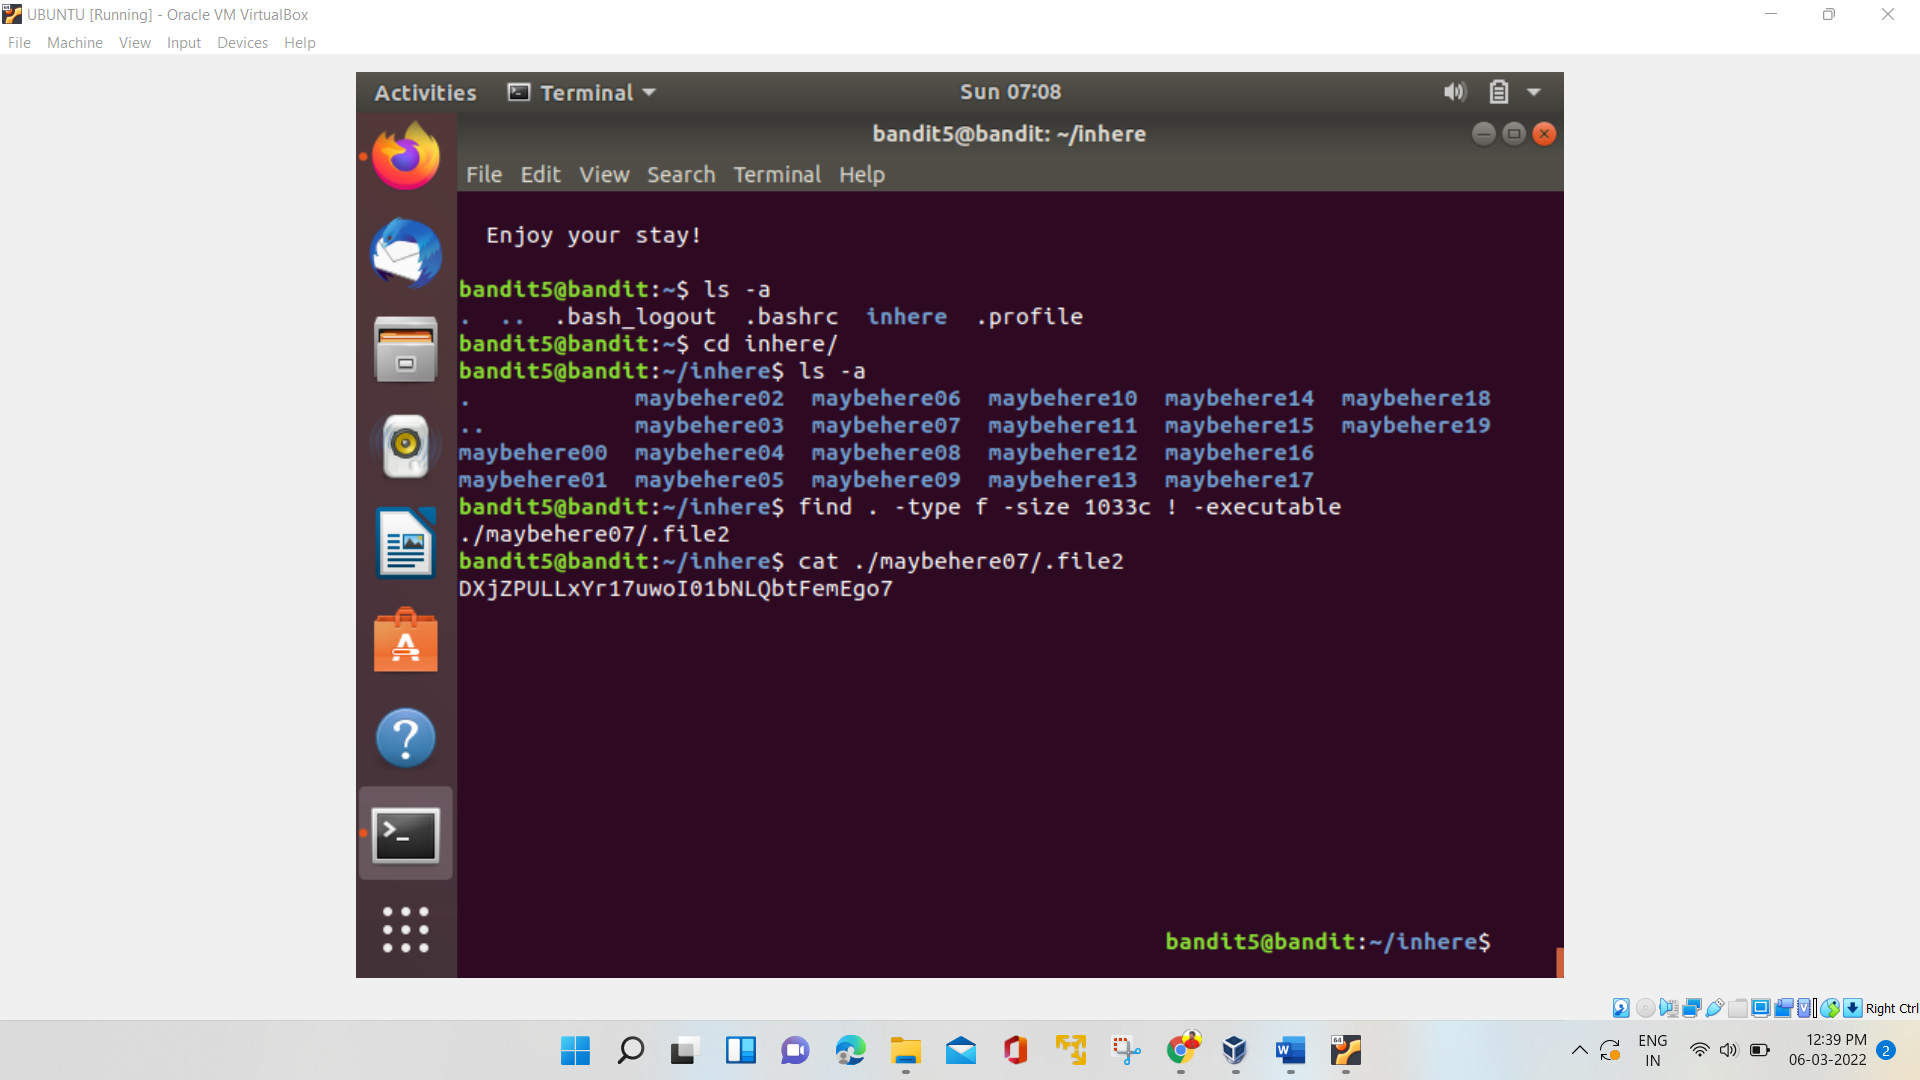 UBUNTU [Running] - Oracle VM VirtualBox
File Machine View Input Devices Help
Activities Terminal Sun 07:08
bandit5@bandit: ~/inhere
File Edit View Search Terminal Help
Enjoy your stay!
bandit5@bandit:~$ ls -a
. .. .bash_logout .bashrc inhere .profile
bandit5@bandit:~$ cd inhere/
bandit5@bandit:~/inhere$ ls -a
. maybehere02 maybehere06 maybehere10 maybehere14 maybehere18
.. maybehere03 maybehere07 maybehere11 maybehere15 maybehere19
maybehere00 maybehere04 maybehere08 maybehere12 maybehere16
maybehere01 maybehere05 maybehere09 maybehere13 maybehere17
bandit5@bandit:~/inhere$ find . -type f -size 1033c ! -executable
./maybehere07/.file2
bandit5@bandit:~/inhere$ cat ./maybehere07/.file2
DXjZPULLxYr17uwoI01bNLQbtFemEgo7
bandit5@bandit:~/inhere$
Right Ctrl
ENG
IN
12:39 PM
06-03-2022
2